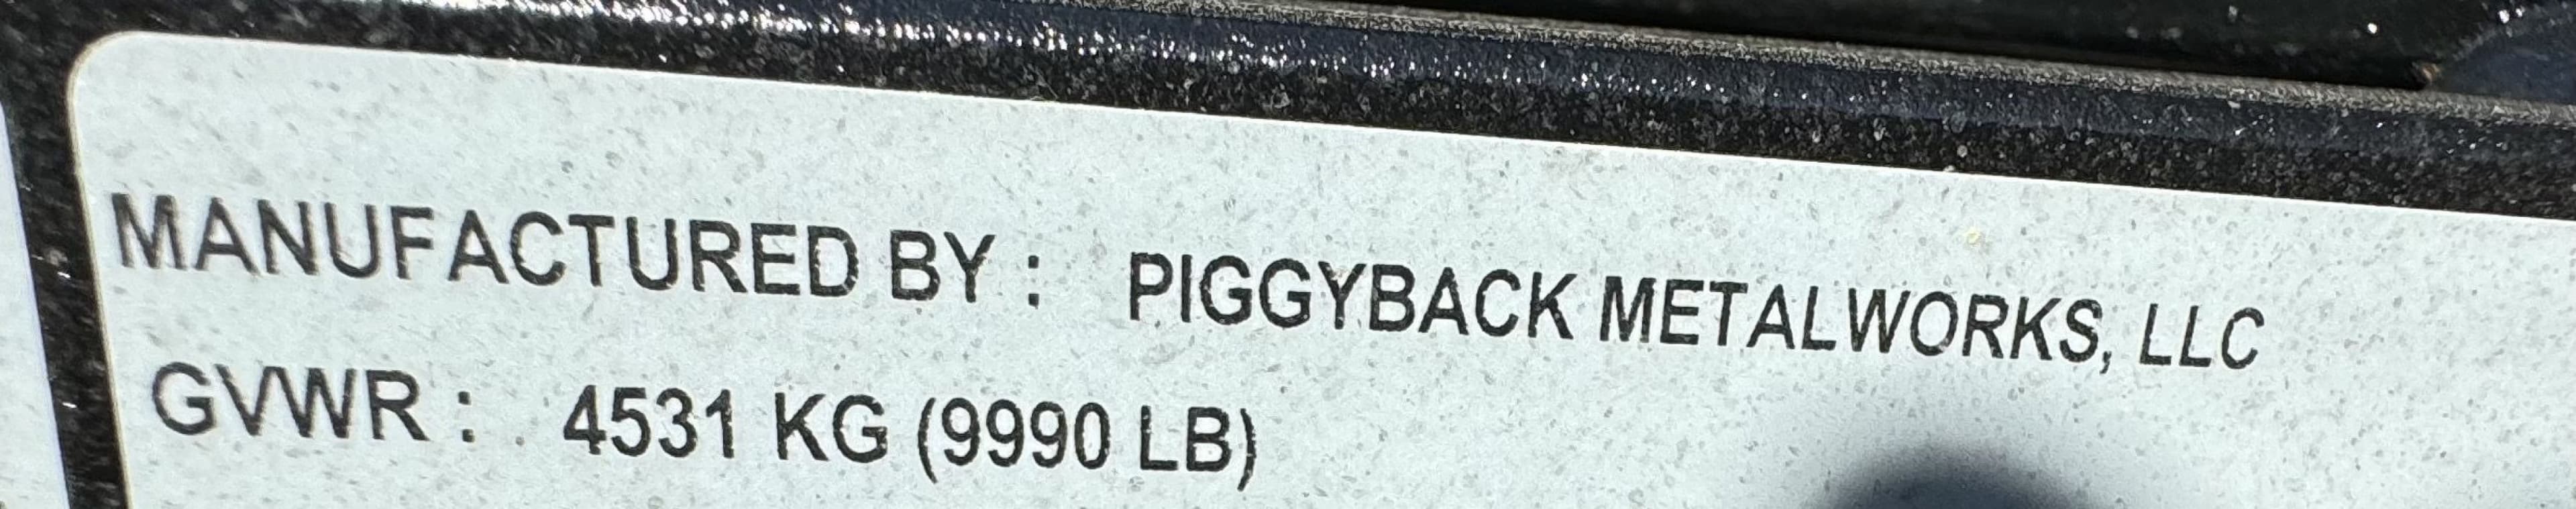 MANUFACTURED BY : PIGGYBACK METALWORKS, LLC
GVWR : 4531 KG (9990 LB)